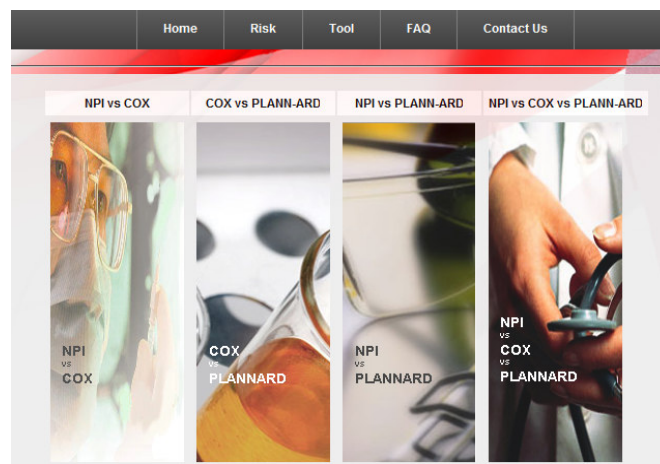 Home Risk Tool FAQ Contact Us
NPI vs COX COX vs PLANN-ARD NPI vs PLANN-ARD NPI vs COX vs PLANN-ARD
NPI
vs
COX
COX
vs
PLANNARD
NPI
vs
PLANNARD
NPI
vs
COX
vs
PLANNARD